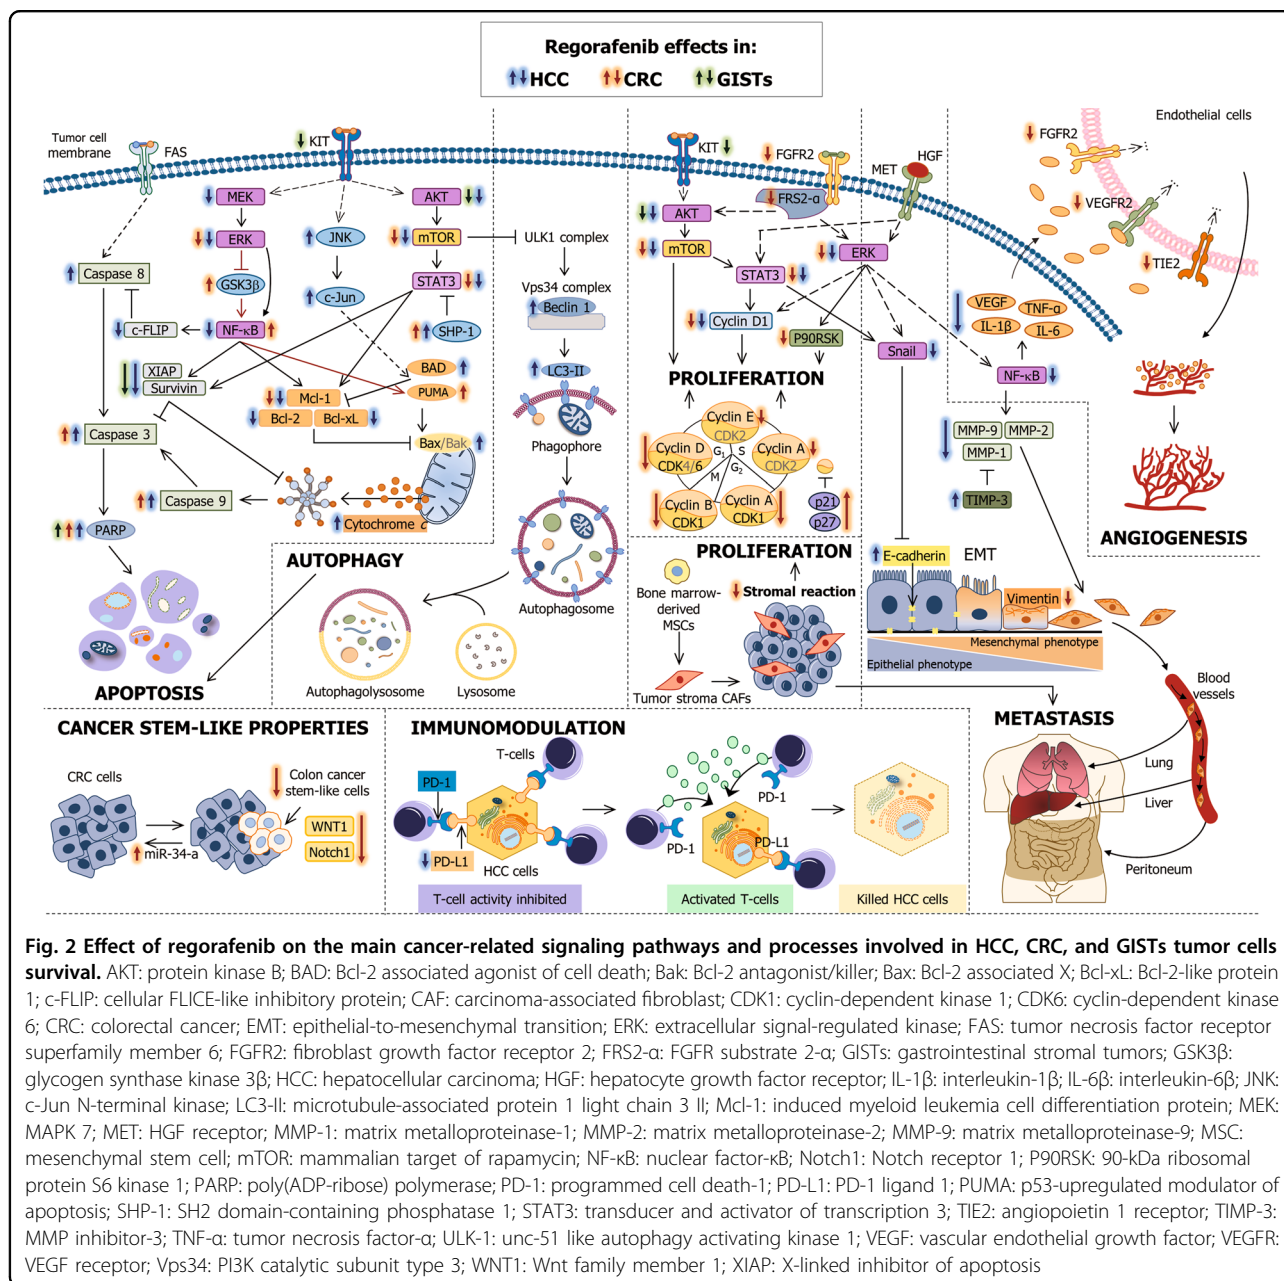 Regorafenib effects in:
HCC CRC GISTs
Tumor cell
membrane
FAS
KIT
MEK
AKT
ERK
JNK
mTOR
ULK1 complex
Caspase 8
GSK3β
c-Jun
STAT3
Vps34 complex
Beclin 1
c-FLIP
NF-κB
SHP-1
XIAP
Survivin
BAD
LC3-II
Mcl-1
PUMA
Bcl-2
Bcl-xL
Caspase 3
Bax/Bak
Phagophore
Caspase 9
Cytochrome c
PARP
AUTOPHAGY
Autophagosome
Autophagolysosome
Lysosome
APOPTOSIS
KIT
FGFR2
MET
HGF
AKT
FRS2-α
mTOR
ERK
STAT3
Cyclin D1
P90RSK
Snail
PROLIFERATION
Cyclin E
CDK2
Cyclin D
CDK4/6
Cyclin A
CDK2
G1
S
G2
M
Cyclin B
CDK1
Cyclin A
CDK1
p21
p27
PROLIFERATION
Bone marrow-
derived
MSCs
Stromal reaction
Tumor stroma CAFs
Endothelial cells
FGFR2
VEGFR2
TIE2
VEGF
TNF-α
IL-1β
IL-6
NF-κB
MMP-9
MMP-2
MMP-1
TIMP-3
ANGIOGENESIS
E-cadherin
EMT
Vimentin
Mesenchymal phenotype
Epithelial phenotype
Blood
vessels
METASTASIS
Lung
Liver
Peritoneum
CANCER STEM-LIKE PROPERTIES
CRC cells
Colon cancer
stem-like cells
WNT1
Notch1
miR-34-a
IMMUNOMODULATION
T-cells
PD-1
PD-L1
HCC cells
PD-1
PD-1
PD-L1
T-cell activity inhibited
Activated T-cells
Killed HCC cells
Fig. 2 Effect of regorafenib on the main cancer-related signaling pathways and processes involved in HCC, CRC, and GISTs tumor cells
survival. AKT: protein kinase B; BAD: Bcl-2 associated agonist of cell death; Bak: Bcl-2 antagonist/killer; Bax: Bcl-2 associated X; Bcl-xL: Bcl-2-like protein
1; c-FLIP: cellular FLICE-like inhibitory protein; CAF: carcinoma-associated fibroblast; CDK1: cyclin-dependent kinase 1; CDK6: cyclin-dependent kinase
6; CRC: colorectal cancer; EMT: epithelial-to-mesenchymal transition; ERK: extracellular signal-regulated kinase; FAS: tumor necrosis factor receptor
superfamily member 6; FGFR2: fibroblast growth factor receptor 2; FRS2-α: FGFR substrate 2-α; GISTs: gastrointestinal stromal tumors; GSK3β:
glycogen synthase kinase 3β; HCC: hepatocellular carcinoma; HGF: hepatocyte growth factor receptor; IL-1β: interleukin-1β; IL-6β: interleukin-6β; JNK:
c-Jun N-terminal kinase; LC3-II: microtubule-associated protein 1 light chain 3 II; Mcl-1: induced myeloid leukemia cell differentiation protein; MEK:
MAPK 7; MET: HGF receptor; MMP-1: matrix metalloproteinase-1; MMP-2: matrix metalloproteinase-2; MMP-9: matrix metalloproteinase-9; MSC:
mesenchymal stem cell; mTOR: mammalian target of rapamycin; NF-κB: nuclear factor-κB; Notch1: Notch receptor 1; P90RSK: 90-kDa ribosomal
protein S6 kinase 1; PARP: poly(ADP-ribose) polymerase; PD-1: programmed cell death-1; PD-L1: PD-1 ligand 1; PUMA: p53-upregulated modulator of
apoptosis; SHP-1: SH2 domain-containing phosphatase 1; STAT3: transducer and activator of transcription 3; TIE2: angiopoietin 1 receptor; TIMP-3:
MMP inhibitor-3; TNF-α: tumor necrosis factor-α; ULK-1: unc-51 like autophagy activating kinase 1; VEGF: vascular endothelial growth factor; VEGFR:
VEGF receptor; Vps34: PI3K catalytic subunit type 3; WNT1: Wnt family member 1; XIAP: X-linked inhibitor of apoptosis